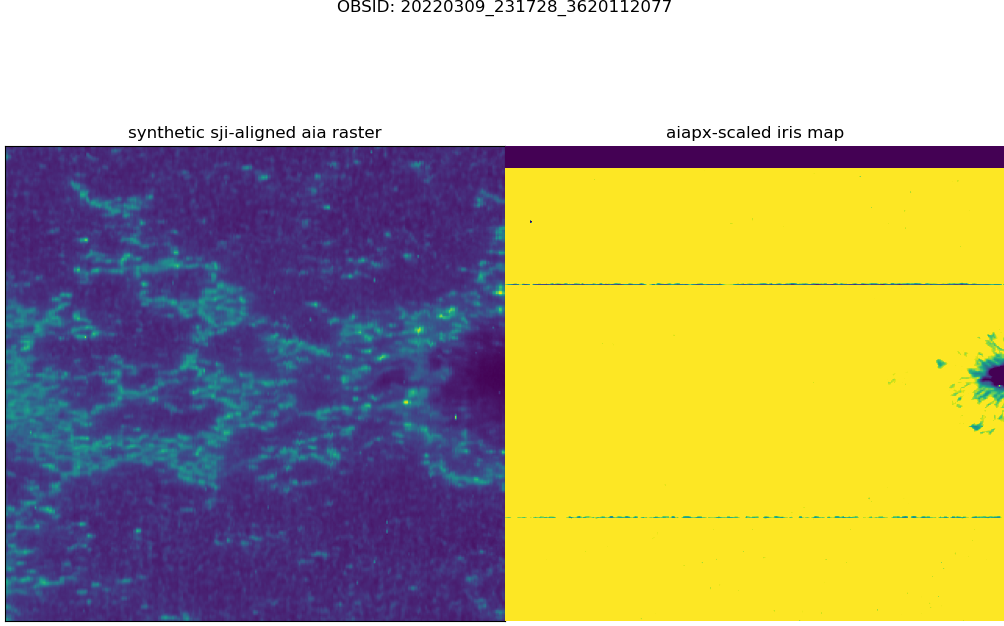 OBSID: 20220309_231728_3620112077
synthetic sji-aligned aia raster
aiapx-scaled iris map